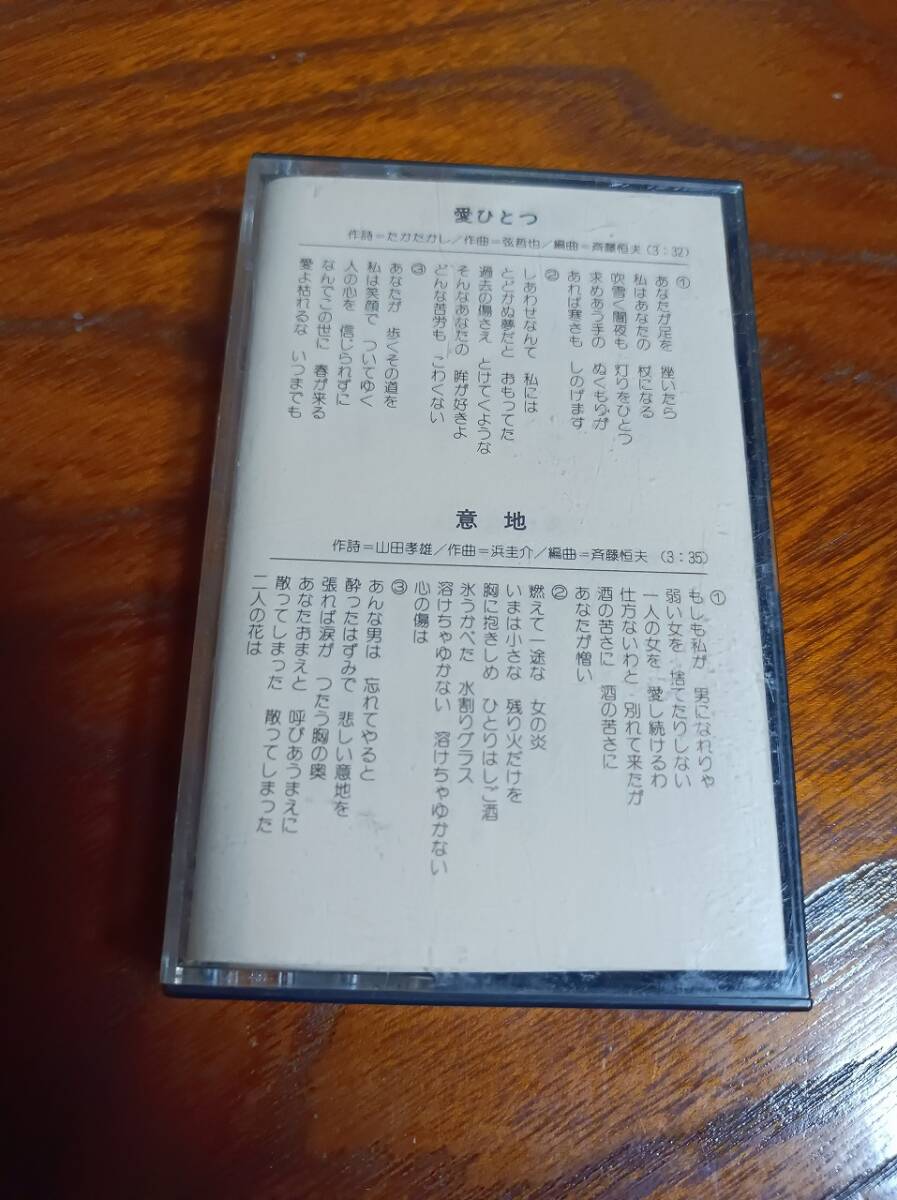 愛ひとつ
作詩=たかたかし/作曲=弦哲也/編曲=斉藤恒夫(3:32)
①
あなたが足を 挫いたら
私はあなたの 杖になる
吹雪く闇夜も 灯りをひとつ
求めあう手の ぬくもりが
あれば寒さも しのげます
②
しあわせなんて 私には
とどかぬ夢だと おもってた
過去の傷さえ とけてくような
そんなあなたの 眸が好きよ
どんな苦労も こわくない
③
あなたが 歩くその道を
私は笑顔で ついてゆく
人の心を 信じられずに
なんでこの世に 春が来る
愛よ枯れるな いつまでも
意地
作詩=山田孝雄/作曲=浜圭介/編曲=斉藤恒夫(3:35)
①
もしも私が 男になれりゃ
弱い女を 捨てたりしない
一人の女を 愛し続けるわ
仕方ないわと 別れて来たが
酒の苦さに 酒の苦さに
あなたが憎い
②
燃えて一途な 女の炎
いまは小さな 残り火だけを
胸に抱きしめ ひとりはしご酒
氷うかべた 水割りグラス
溶けちゃゆかない 溶けちゃゆかない
心の傷は
③
あんな男は 忘れてやると
酔ったはずみで 悲しい意地を
張れば涙が つたう胸の奥
あなたおまえと 呼びあうまえに
散ってしまった 散ってしまった
二人の花は